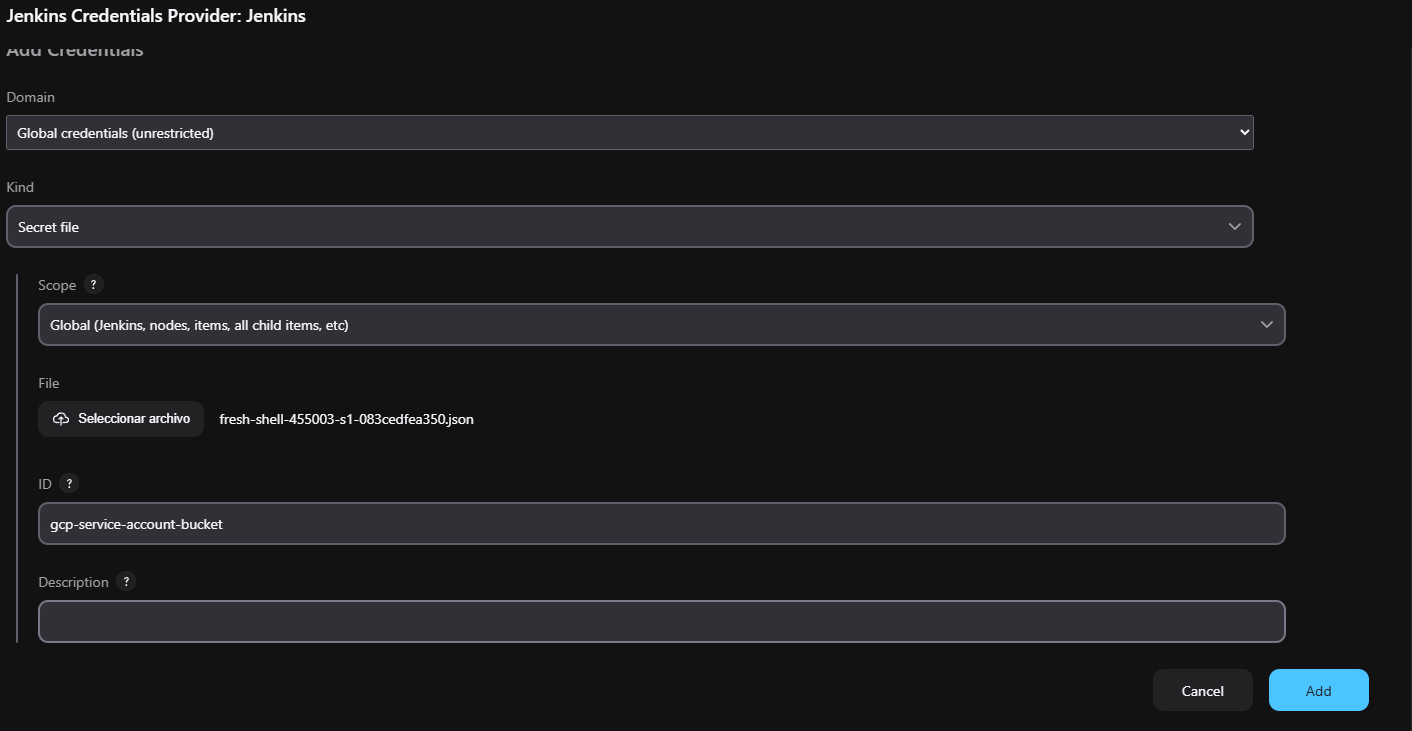 Jenkins Credentials Provider: Jenkins
Add Credentials
Domain
Global credentials (unrestricted)
Kind
Secret file
Scope ?
Global (Jenkins, nodes, items, all child items, etc)
File
Seleccionar archivo fresh-shell-455003-s1-083cedfea350.json
ID ?
gcp-service-account-bucket
Description ?
Cancel Add